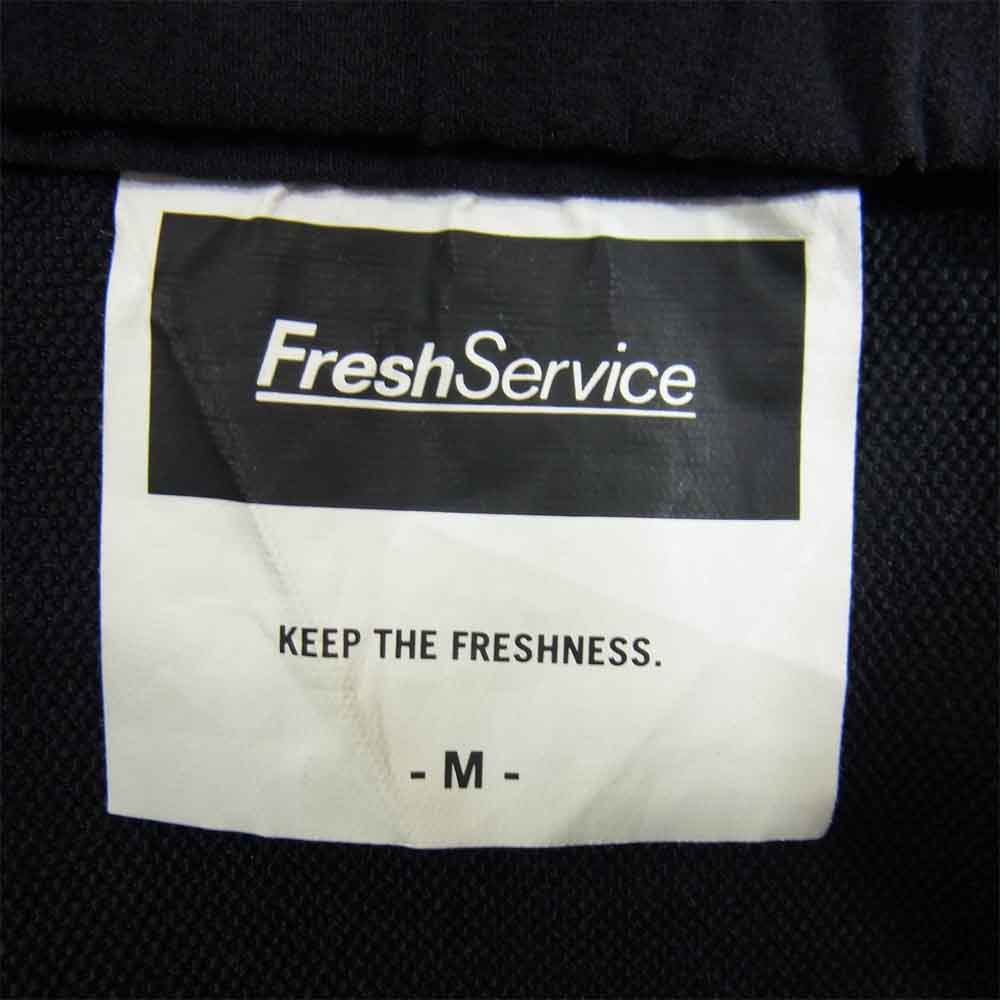 FreshService
KEEP THE FRESHNESS.
- M -